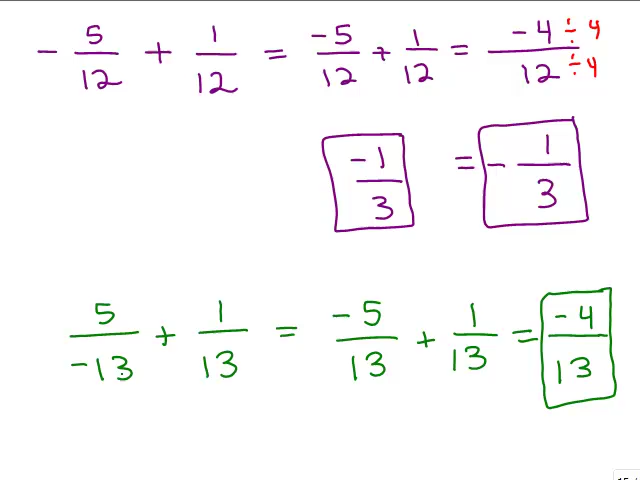 - 5/12 + 1/12 = -5/12 + 1/12 = -4 ÷ 4/12 ÷ 4
-1/3 = - 1/3
5/-13 + 1/13 = -5/13 + 1/13 = -4/13